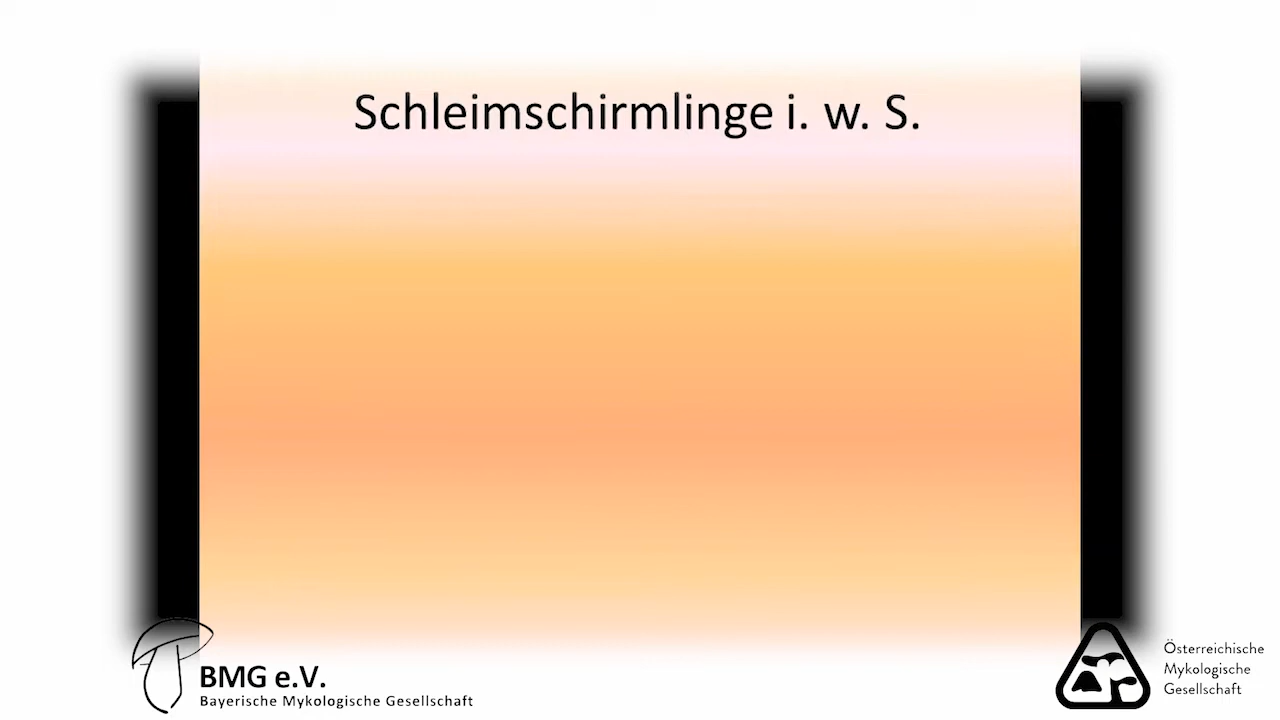 Schleimschirmlinge i. w. S.
BMG e.V.
Bayerische Mykologische Gesellschaft
Österreichische
Mykologische
Gesellschaft